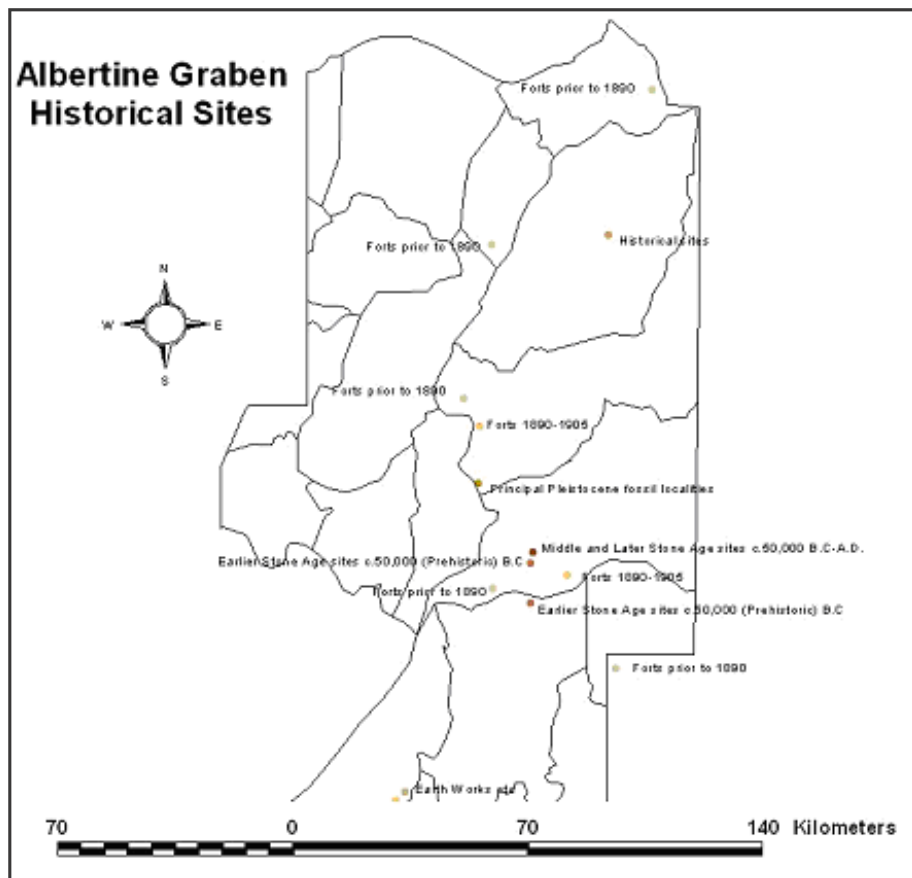 Albertine Graben
Historical Sites
Forts prior to 1890
Forts prior to 1890
Historical sites
N
W
E
S
Forts prior to 1890
Forts 1890-1905
Principal Pleistocene fossil localities
Middle and Later Stone Age sites c.50,000 B.C-A.D.
Earlier Stone Age sites c.50,000 (Prehistoric) B.C
Forts 1890-1905
Forts prior to 1890
Earlier Stone Age sites c.50,000 (Prehistoric) B.C
Forts prior to 1890
Earth Works
70 0 70 140 Kilometers